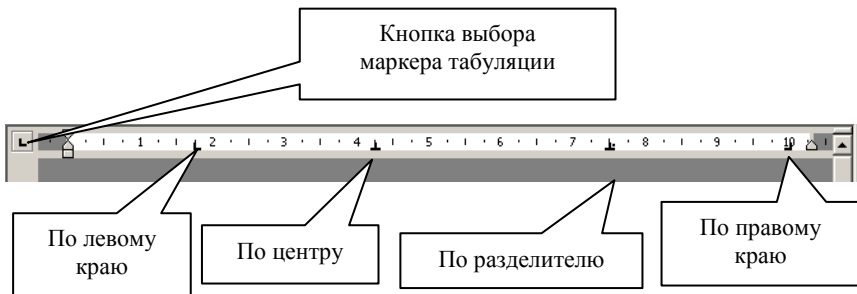 Кнопка выбора
маркера табуляции
1 2 3 4 5 6 7 8 9 10
По левому
краю
По центру
По разделителю
По правому
краю